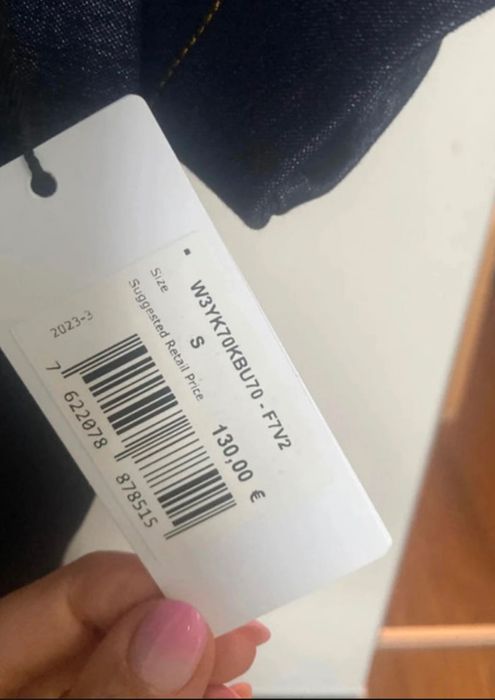 W3YK70KBU70 - F7V2
Size
S
Suggested Retail Price
130,00 €
2023-3
7 622078 878515